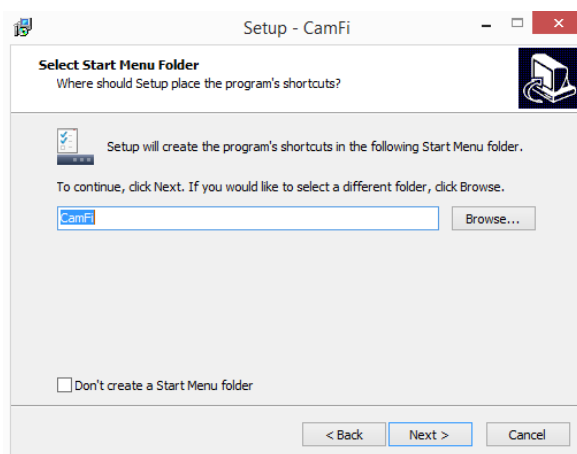 Setup - CamFi
Select Start Menu Folder
Where should Setup place the program's shortcuts?
Setup will create the program's shortcuts in the following Start Menu folder.
To continue, click Next. If you would like to select a different folder, click Browse.
CamFi
Browse...
Don't create a Start Menu folder
< Back
Next >
Cancel